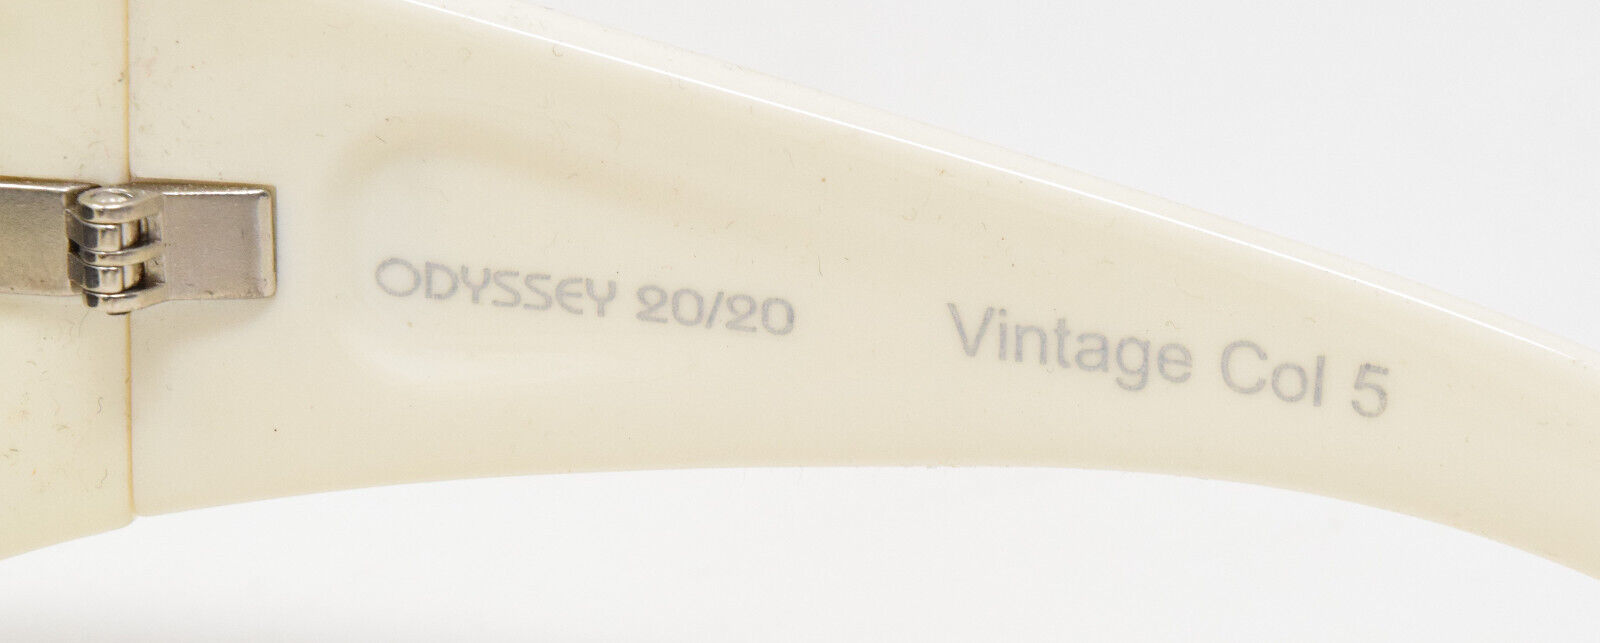 ODYSSEY 20/20
Vintage Col 5